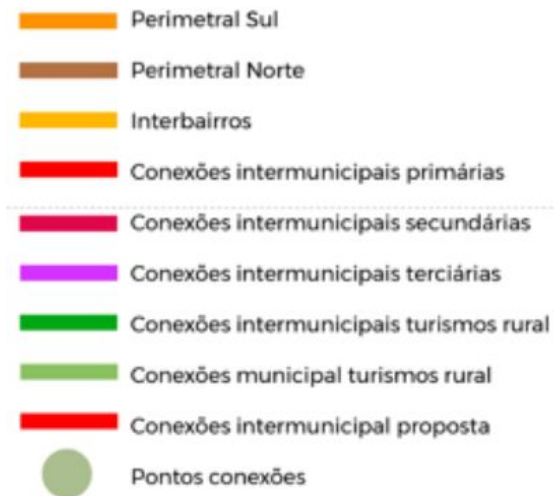 Perimetral Sul
Perimetral Norte
Interbairros
Conexões intermunicipais primárias
Conexões intermunicipais secundárias
Conexões intermunicipais terciárias
Conexões intermunicipais turismos rural
Conexões municipal turismos rural
Conexões intermunicipal proposta
Pontos conexões